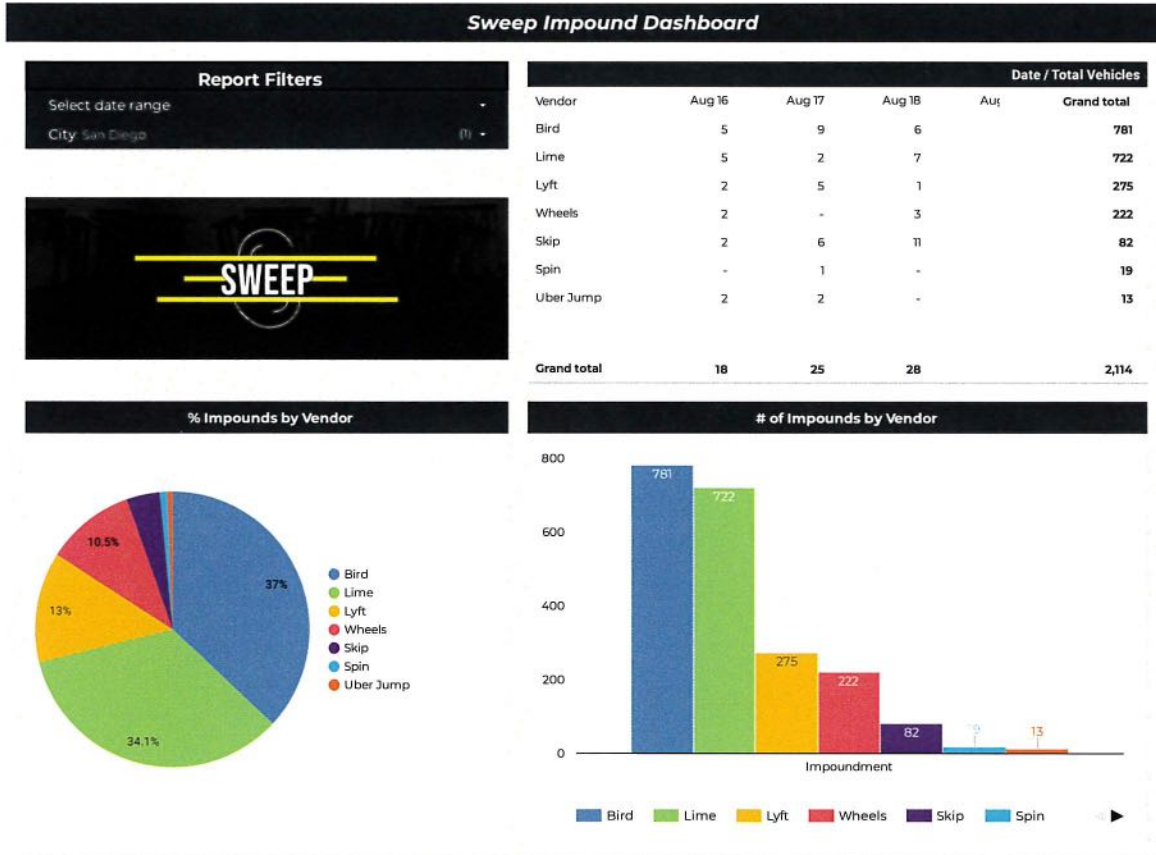 Sweep Impound Dashboard
Report Filters
Select date range
City: San Diego (1)
SWEEP
Date / Total Vehicles
Vendor Aug 16 Aug 17 Aug 18 Aug Grand total
Bird 5 9 6 781
Lime 5 2 7 722
Lyft 2 5 1 275
Wheels 2 - 3 222
Skip 2 6 11 82
Spin - 1 - 19
Uber Jump 2 2 - 13
Grand total 18 25 28 2,114
% Impounds by Vendor
37%
34.1%
13%
10.5%
Bird
Lime
Lyft
Wheels
Skip
Spin
Uber Jump
# of Impounds by Vendor
800
600
400
200
0
781
722
275
222
82
19
13
Impoundment
Bird Lime Lyft Wheels Skip Spin